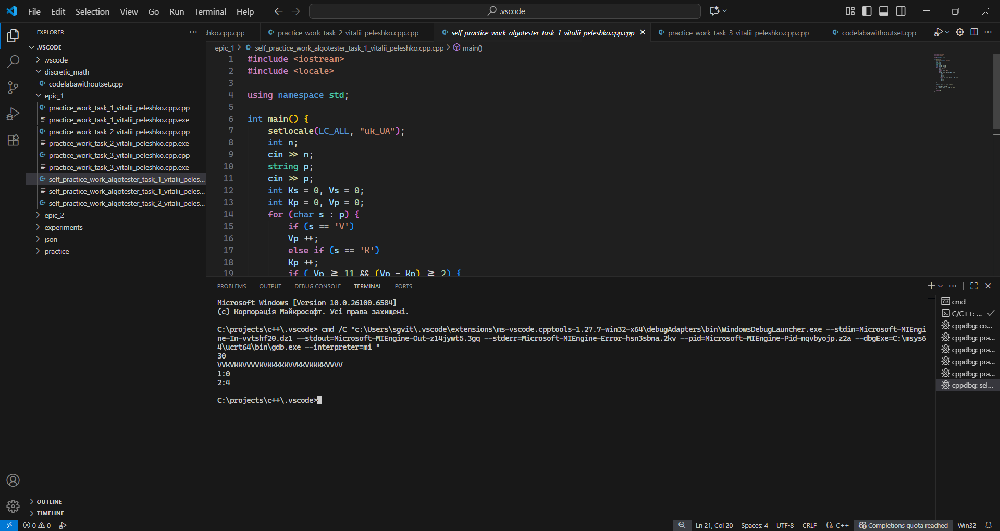 File Edit Selection View Go Run Terminal Help
.vscode
EXPLORER
.VSCODE
.vscode
discretic_math
codelabawithoutset.cpp
epic_1
practice_work_task_1_vitalii_peleshko.cpp.cpp
practice_work_task_1_vitalii_peleshko.cpp.exe
practice_work_task_2_vitalii_peleshko.cpp.cpp
practice_work_task_2_vitalii_peleshko.cpp.exe
practice_work_task_3_vitalii_peleshko.cpp.cpp
practice_work_task_3_vitalii_peleshko.cpp.exe
self_practice_work_algotester_task_1_vitalii_peles...
self_practice_work_algotester_task_1_vitalii_peles...
self_practice_work_algotester_task_2_vitalii_peles...
epic_2
experiments
json
practice
OUTLINE
TIMELINE
hko.cpp.cpp practice_work_task_2_vitalii_peleshko.cpp.cpp self_practice_work_algotester_task_1_vitalii_peleshko.cpp.cpp practice_work_task_3_vitalii_peleshko.cpp.cpp codelabawithoutset.cpp
epic_1 > self_practice_work_algotester_task_1_vitalii_peleshko.cpp.cpp > main()
1 #include <iostream>
2 #include <locale>
3
4 using namespace std;
5
6 int main() {
7 setlocale(LC_ALL, "uk_UA");
8 int n;
9 cin >> n;
10 string p;
11 cin >> p;
12 int Ks = 0, Vs = 0;
13 int Kp = 0, Vp = 0;
14 for (char s : p) {
15 if (s == 'V')
16 Vp ++;
17 else if (s == 'K')
18 Kp ++;
19 if ( Vp ≥ 11 && (Vp - Kp) ≥ 2) {
PROBLEMS OUTPUT DEBUG CONSOLE TERMINAL PORTS
Microsoft Windows [Version 10.0.26100.6584]
(c) Корпорація Майкрософт. Усі права захищені.
C:\projects\c++\.vscode> cmd /C "c:\Users\sgvit\.vscode\extensions\ms-vscode.cpptools-1.27.7-win32-x64\debugAdapters\bin\WindowsDebugLauncher.exe --stdin=Microsoft-MIEngi
ne-In-vvtshf20.dz1 --stdout=Microsoft-MIEngine-Out-z14jywt5.3gq --stderr=Microsoft-MIEngine-Error-hsn3sbna.2kv --pid=Microsoft-MIEngine-Pid-nqvbyojp.z2a --dbgExe=C:\msys6
4\ucrt64\bin\gdb.exe --interpreter=mi "
30
VVKVKKVVVVKVKKKKKVVKKVKKKKVVVV
1:0
2:4
C:\projects\c++\.vscode>
cmd
C/C++: ...
cppdbg: co...
cppdbg: pra...
cppdbg: pra...
cppdbg: pra...
cppdbg: pra...
cppdbg: sel...
0 0
Ln 21, Col 20 Spaces: 4 UTF-8 CRLF C++ Completions quota reached Win32